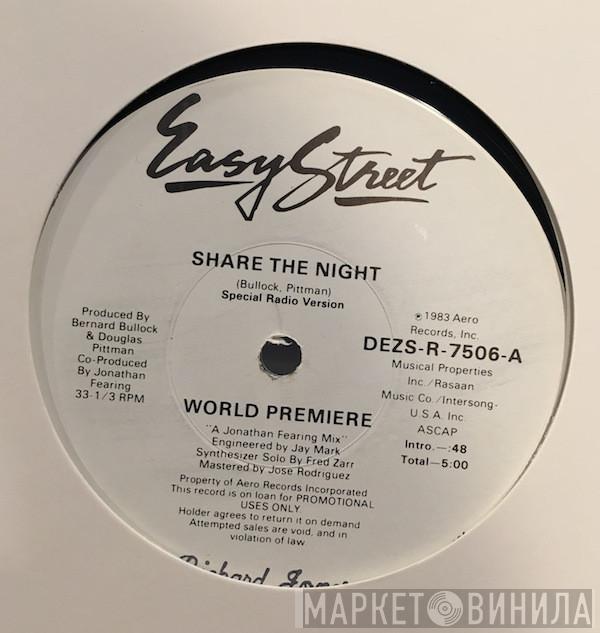 Easy Street
SHARE THE NIGHT
(Bullock, Pittman)
Special Radio Version
Produced By
Bernard Bullock
& Douglas
Pittman
Co-Produced
By Jonathan
Fearing
33-1/3 RPM
℗1983 Aero
Records, Inc.
DEZS-R-7506-A
Musical Properties
Inc./Rasaan
Music Co./Intersong-
U.S.A. Inc.
ASCAP
Intro.—:48
Total—5:00
WORLD PREMIERE
"A Jonathan Fearing Mix"
Engineered by Jay Mark
Synthesizer Solo By Fred Zarr
Mastered by Jose Rodriguez
Property of Aero Records Incorporated
This record is on loan for PROMOTIONAL
USES ONLY.
Holder agrees to return it on demand
Attempted sales are void, and in
violation of law
Richard
МАРКЕТ ВИНИЛА